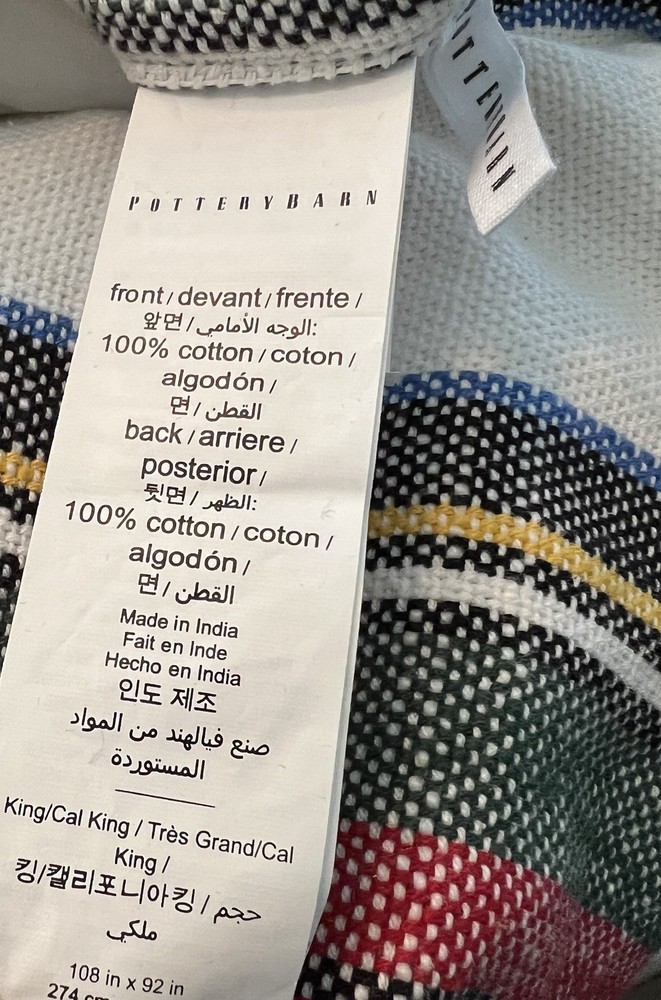 POTTERYBARN
POTTERYBARN
front / devant / frente /
앞면 / الوجه الأمامي:
100% cotton / coton /
algodón /
면 / القطن
back / arriere /
posterior /
뒷면 / الظهر:
100% cotton / coton /
algodón /
면 / القطن
Made in India
Fait en Inde
Hecho en India
인도 제조
صنع فيالهند من المواد
المستوردة
King/Cal King / Très Grand/Cal
King /
킹/캘리포니아킹 / حجم
ملكي
108 in x 92 in
274 cm